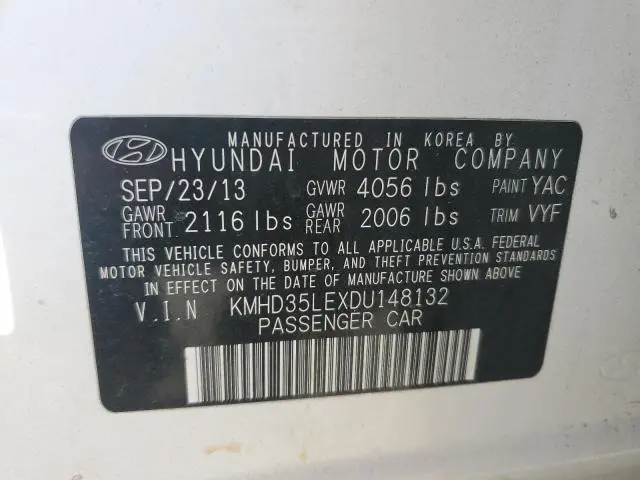 MANUFACTURED IN KOREA BY
HYUNDAI MOTOR COMPANY
SEP/23/13 GVWR 4056 lbs PAINT YAC
GAWR FRONT 2116 lbs GAWR REAR 2006 lbs TRIM VYF
THIS VEHICLE CONFORMS TO ALL APPLICABLE U.S.A. FEDERAL
MOTOR VEHICLE SAFETY, BUMPER, AND THEFT PREVENTION STANDARDS
IN EFFECT ON THE DATE OF MANUFACTURE SHOWN ABOVE
V.I.N KMHD35LEXDU148132
PASSENGER CAR